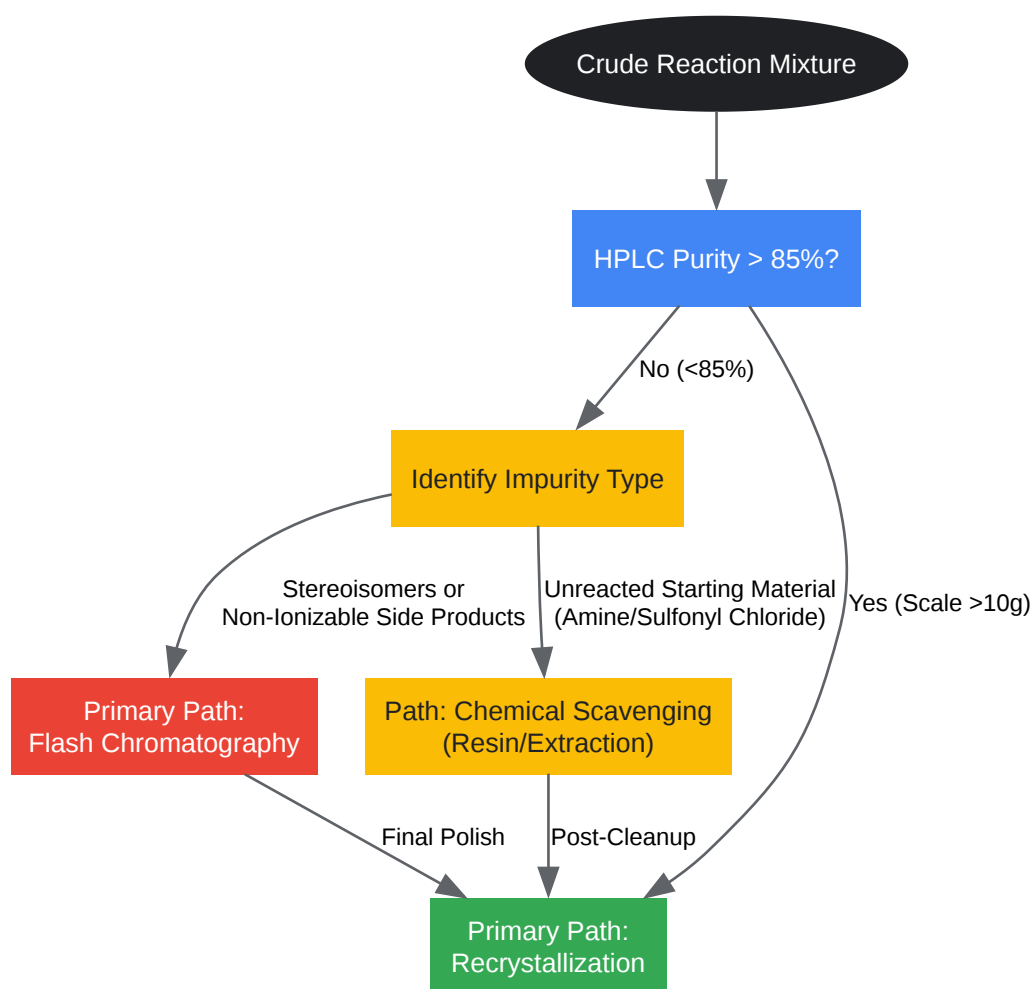 Crude Reaction Mixture
HPLC Purity > 85%?
No (<85%)
Identify Impurity Type
Stereoisomers or
Non-Ionizable Side Products
Unreacted Starting Material
(Amine/Sulfonyl Chloride)
Yes (Scale >10g)
Primary Path:
Flash Chromatography
Path: Chemical Scavenging
(Resin/Extraction)
Final Polish
Post-Cleanup
Primary Path:
Recrystallization